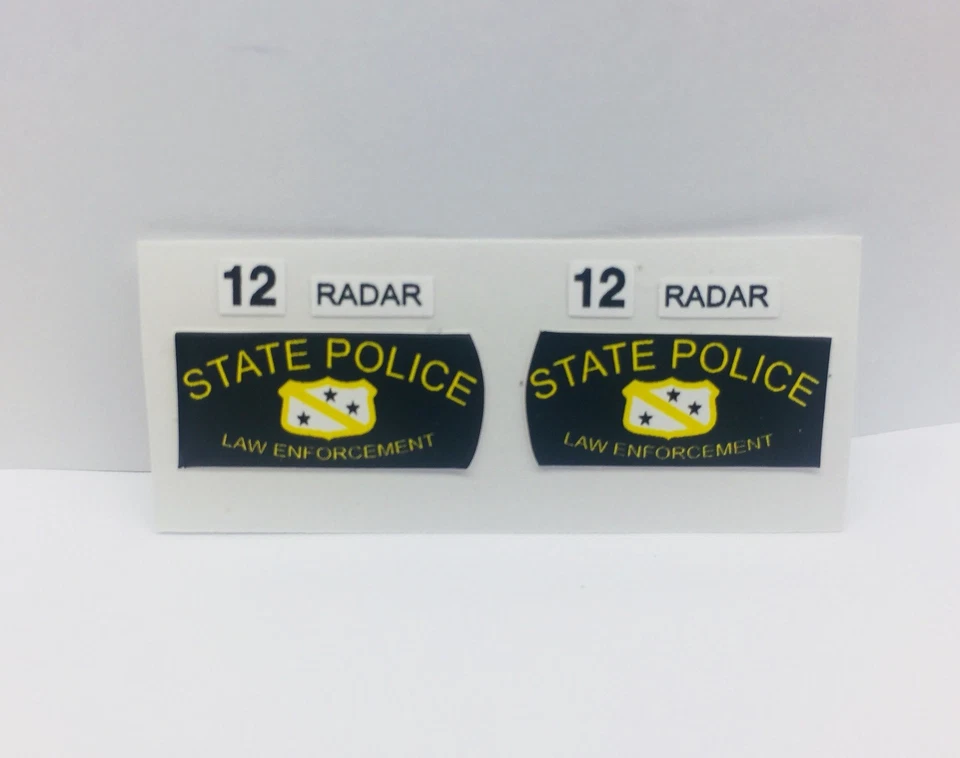 12 RADAR
STATE POLICE
LAW ENFORCEMENT
12 RADAR
STATE POLICE
LAW ENFORCEMENT